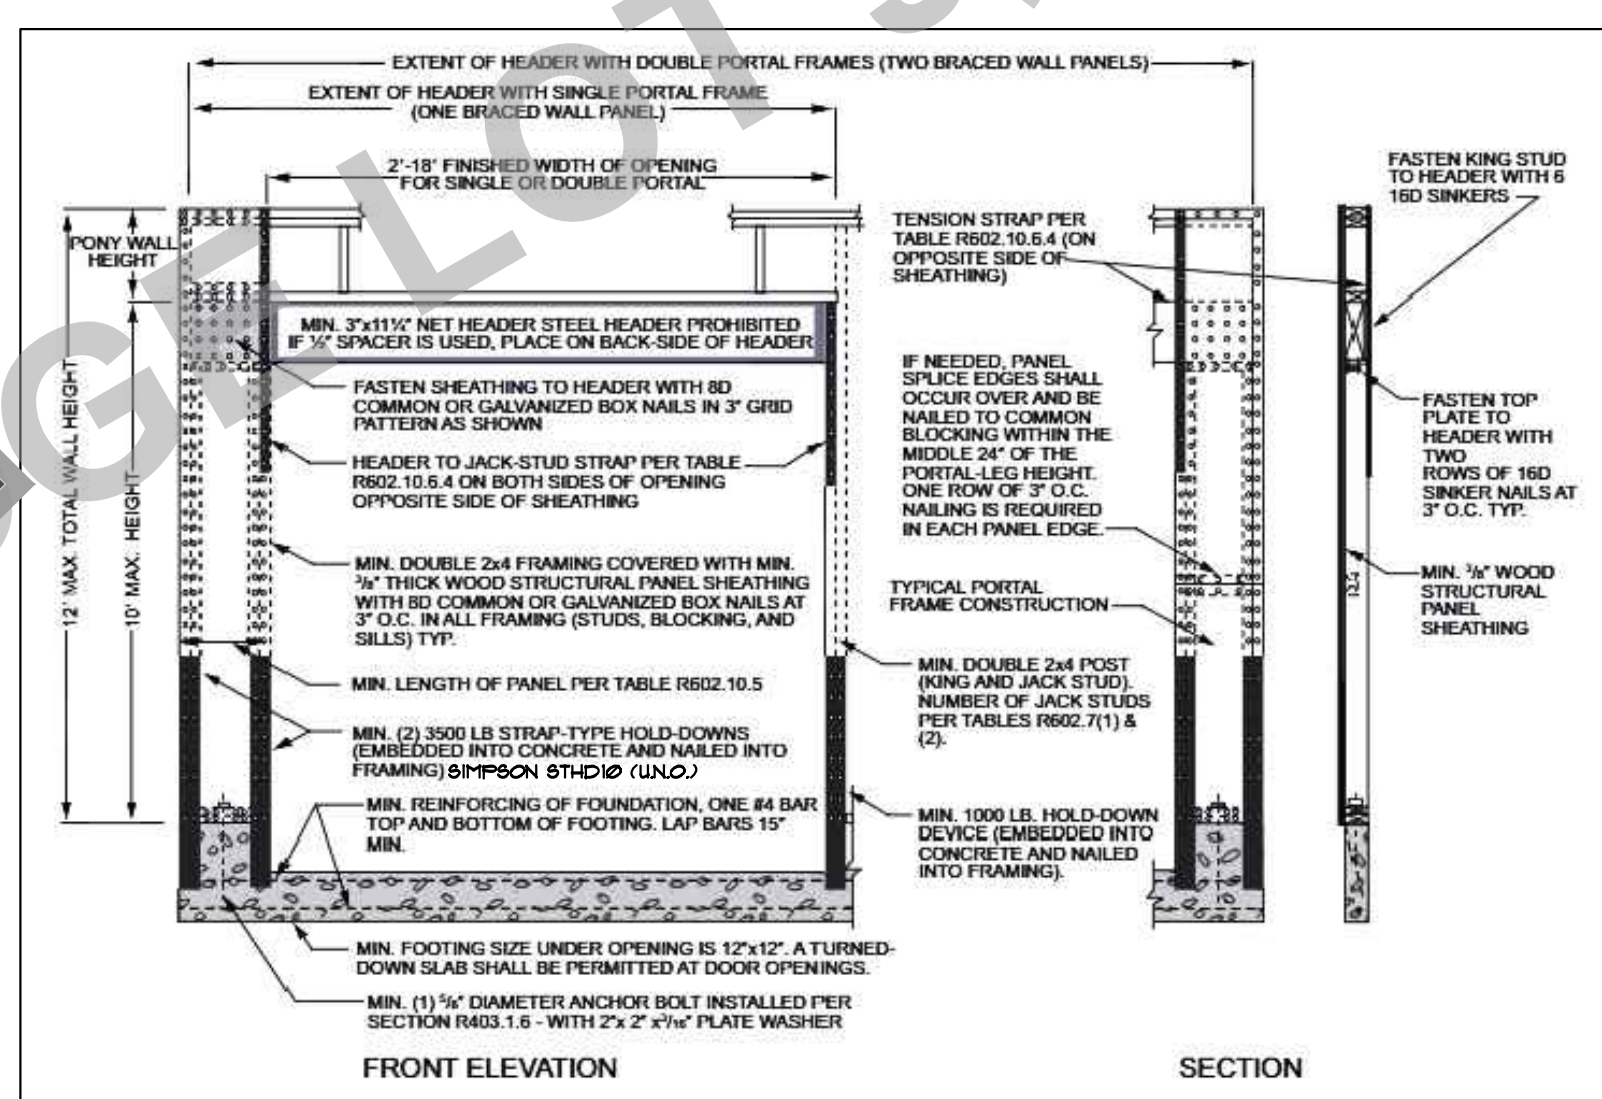 EXTENT OF HEADER WITH DOUBLE PORTAL FRAMES (TWO BRACED WALL PANELS)
EXTENT OF HEADER WITH SINGLE PORTAL FRAME
(ONE BRACED WALL PANEL)
2'-18' FINISHED WIDTH OF OPENING
FOR SINGLE OR DOUBLE PORTAL
PONY WALL
HEIGHT
12' MAX. TOTAL WALL HEIGHT
10' MAX. HEIGHT
MIN. 3"x11¼" NET HEADER STEEL HEADER PROHIBITED
IF ½" SPACER IS USED, PLACE ON BACK-SIDE OF HEADER
FASTEN SHEATHING TO HEADER WITH 8D
COMMON OR GALVANIZED BOX NAILS IN 3" GRID
PATTERN AS SHOWN
HEADER TO JACK-STUD STRAP PER TABLE
R602.10.6.4 ON BOTH SIDES OF OPENING
OPPOSITE SIDE OF SHEATHING
MIN. DOUBLE 2x4 FRAMING COVERED WITH MIN.
3/8" THICK WOOD STRUCTURAL PANEL SHEATHING
WITH 8D COMMON OR GALVANIZED BOX NAILS AT
3" O.C. IN ALL FRAMING (STUDS, BLOCKING, AND
SILLS) TYP.
MIN. LENGTH OF PANEL PER TABLE R602.10.5
MIN. (2) 3500 LB STRAP-TYPE HOLD-DOWNS
(EMBEDDED INTO CONCRETE AND NAILED INTO
FRAMING) SIMPSON STHD10 (U.N.O.)
MIN. REINFORCING OF FOUNDATION, ONE #4 BAR
TOP AND BOTTOM OF FOOTING. LAP BARS 15"
MIN.
MIN. FOOTING SIZE UNDER OPENING IS 12"x12". A TURNED-
DOWN SLAB SHALL BE PERMITTED AT DOOR OPENINGS.
MIN. (1) 5/8" DIAMETER ANCHOR BOLT INSTALLED PER
SECTION R403.1.6 - WITH 2"x 2" x3/16" PLATE WASHER
FRONT ELEVATION
TENSION STRAP PER
TABLE R602.10.6.4 (ON
OPPOSITE SIDE OF
SHEATHING)
IF NEEDED, PANEL
SPLICE EDGES SHALL
OCCUR OVER AND BE
NAILED TO COMMON
BLOCKING WITHIN THE
MIDDLE 24" OF THE
PORTAL-LEG HEIGHT.
ONE ROW OF 3" O.C.
NAILING IS REQUIRED
IN EACH PANEL EDGE.
TYPICAL PORTAL
FRAME CONSTRUCTION
MIN. DOUBLE 2x4 POST
(KING AND JACK STUD).
NUMBER OF JACK STUDS
PER TABLES R602.7(1) &
(2).
MIN. 1000 LB. HOLD-DOWN
DEVICE (EMBEDDED INTO
CONCRETE AND NAILED
INTO FRAMING).
FASTEN KING STUD
TO HEADER WITH 6
16D SINKERS
FASTEN TOP
PLATE TO
HEADER WITH
TWO
ROWS OF 16D
SINKER NAILS AT
3" O.C. TYP.
MIN. 3/8" WOOD
STRUCTURAL
PANEL
SHEATHING
SECTION
GE LOT